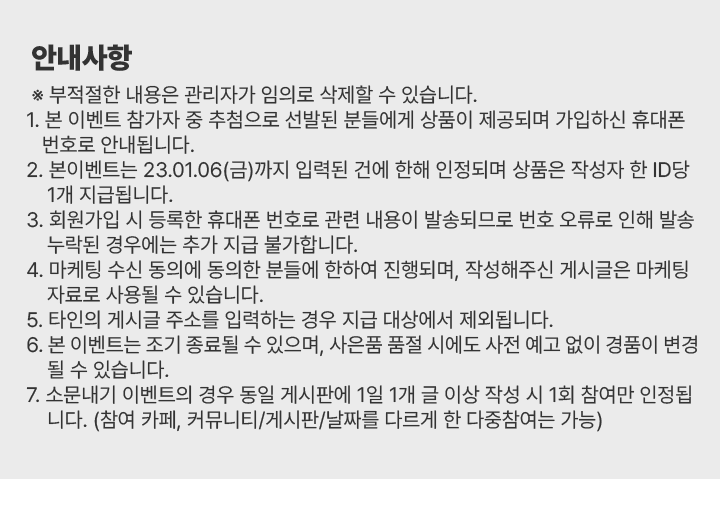 안내사항
※ 부적절한 내용은 관리자가 임의로 삭제할 수 있습니다.
1. 본 이벤트 참가자 중 추첨으로 선발된 분들에게 상품이 제공되며 가입하신 휴대폰
번호로 안내됩니다.
2. 본이벤트는 23.01.06(금)까지 입력된 건에 한해 인정되며 상품은 작성자 한 ID당
1개 지급됩니다.
3. 회원가입 시 등록한 휴대폰 번호로 관련 내용이 발송되므로 번호 오류로 인해 발송
누락된 경우에는 추가 지급 불가합니다.
4. 마케팅 수신 동의에 동의한 분들에 한하여 진행되며, 작성해주신 게시글은 마케팅
자료로 사용될 수 있습니다.
5. 타인의 게시글 주소를 입력하는 경우 지급 대상에서 제외됩니다.
6. 본 이벤트는 조기 종료될 수 있으며, 사은품 품절 시에도 사전 예고 없이 경품이 변경
될 수 있습니다.
7. 소문내기 이벤트의 경우 동일 게시판에 1일 1개 글 이상 작성 시 1회 참여만 인정됩
니다. (참여 카페, 커뮤니티/게시판/날짜를 다르게 한 다중참여는 가능)